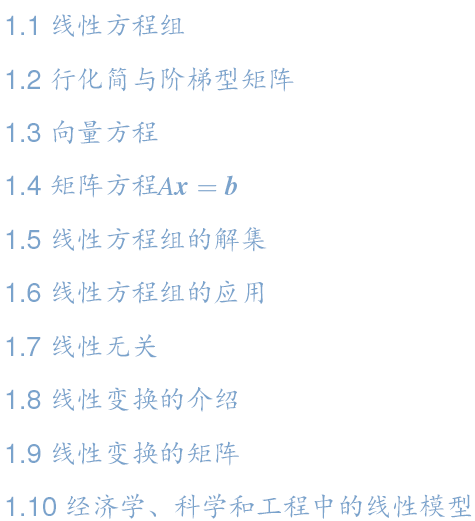 1.1 线性方程组
1.2 行化简与阶梯型矩阵
1.3 向量方程
1.4 矩阵方程Ax = b
1.5 线性方程组的解集
1.6 线性方程组的应用
1.7 线性无关
1.8 线性变换的介绍
1.9 线性变换的矩阵
1.10 经济学、科学和工程中的线性模型